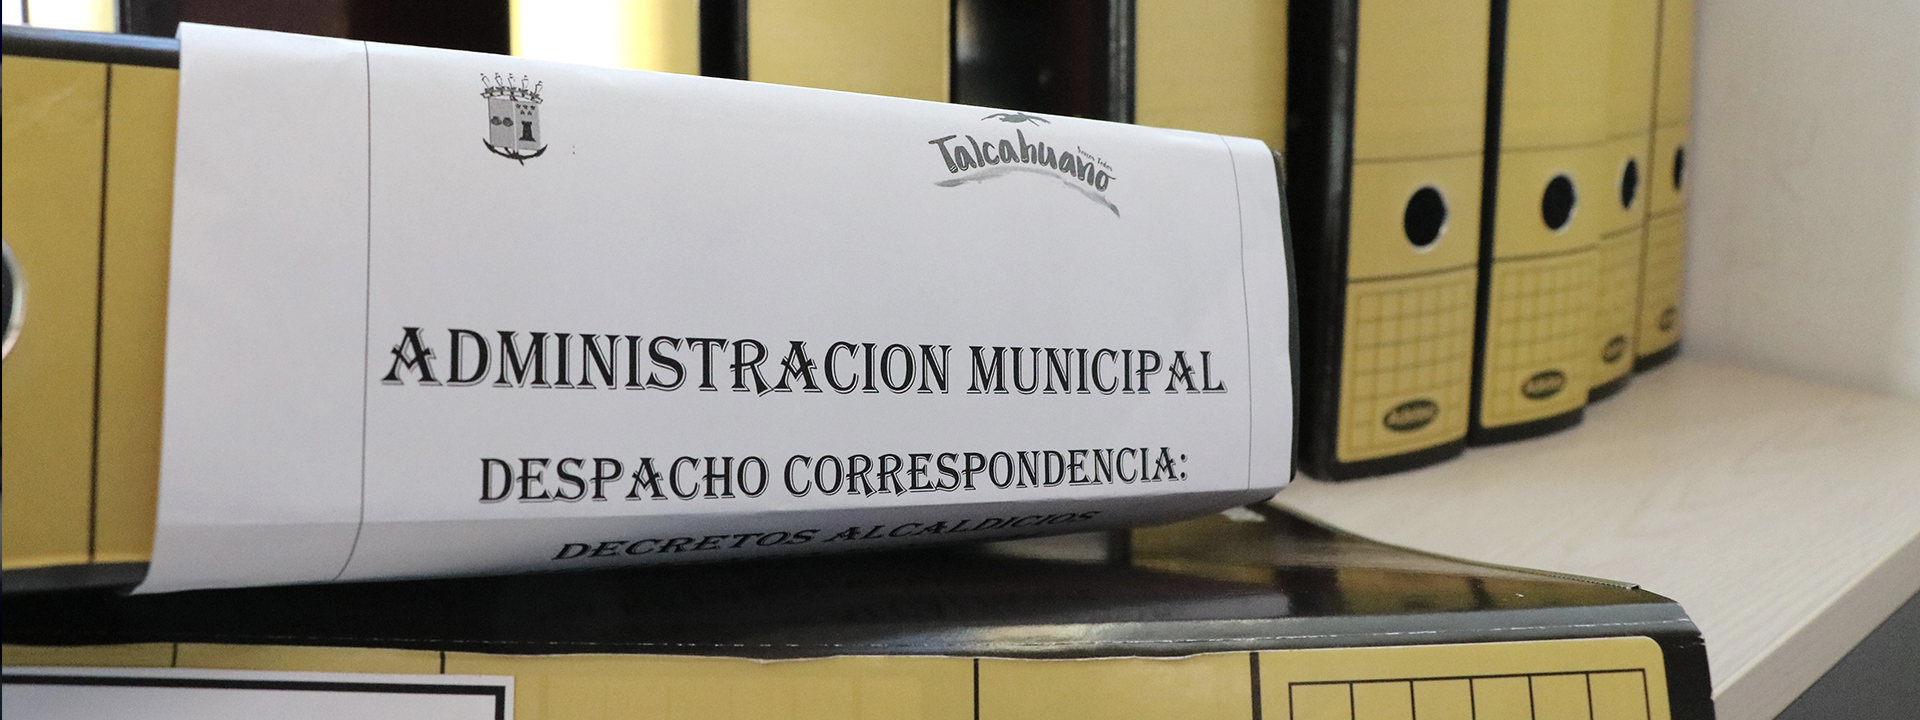 Talcahuano
ADMINISTRACION MUNICIPAL
DESPACHO CORRESPONDENCIA:
DECRETOS ALCALDICIOS